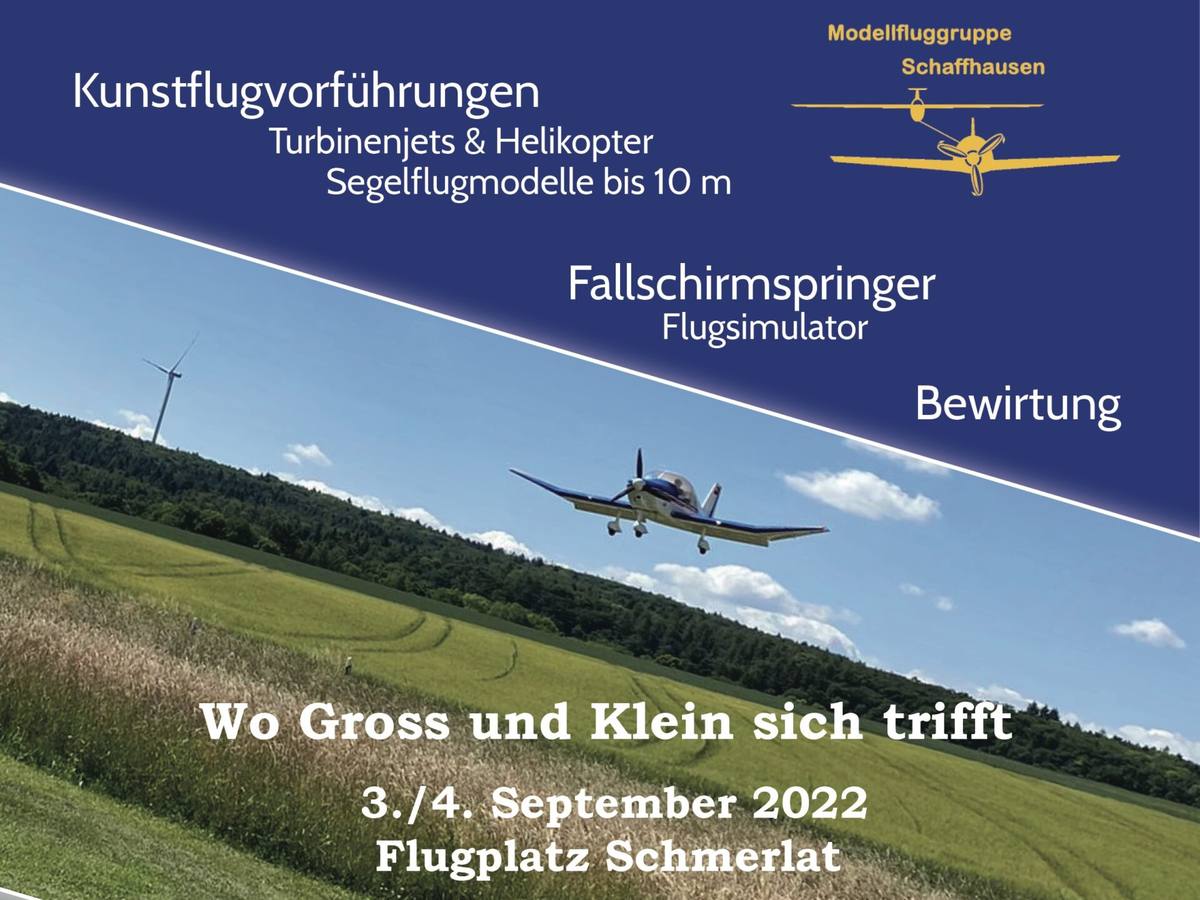 Modellfluggruppe
Schaffhausen
Kunstflugvorführungen
Turbinenjets & Helikopter
Segelflugmodelle bis 10 m
Fallschirmspringer
Flugsimulator
Bewirtung
Wo Gross und Klein sich trifft
3./4. September 2022
Flugplatz Schmerlat